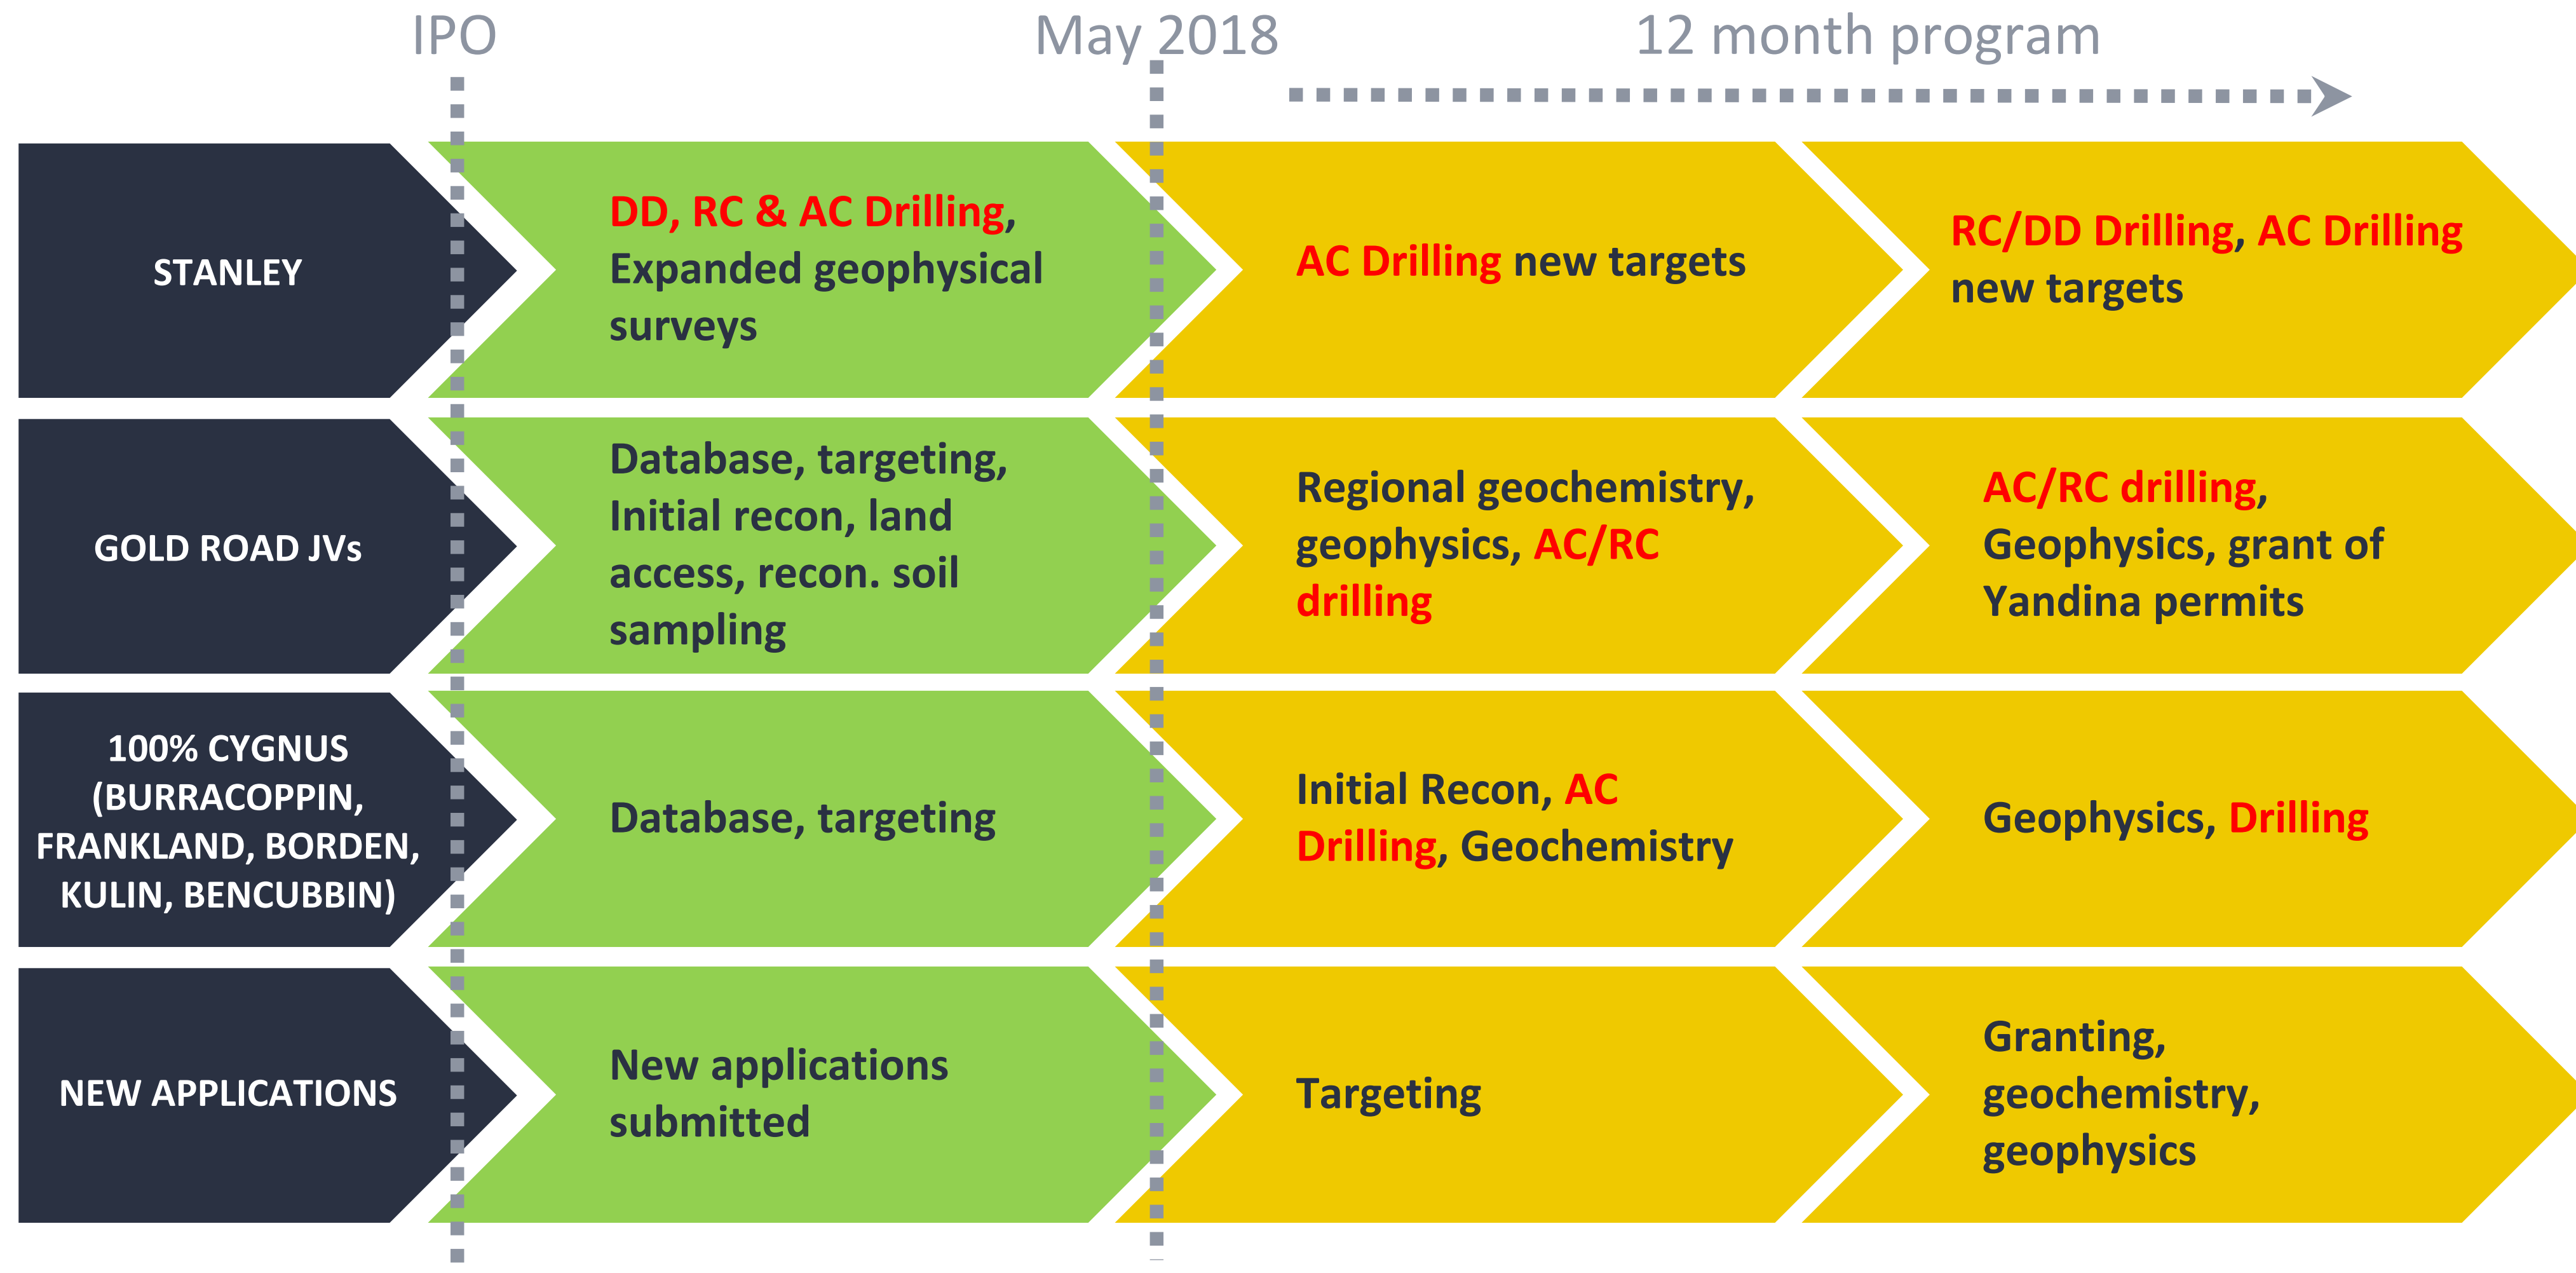 IPO
May 2018
12 month program
STANLEY
DD, RC & AC Drilling,
Expanded geophysical
surveys
AC Drilling new targets
RC/DD Drilling, AC Drilling
new targets
GOLD ROAD JVs
Database, targeting,
Initial recon, land
access, recon. soil
sampling
Regional geochemistry,
geophysics, AC/RC
drilling
AC/RC drilling,
Geophysics, grant of
Yandina permits
100% CYGNUS
(BURRACOPPIN,
FRANKLAND, BORDEN,
KULIN, BENCUBBIN)
Database, targeting
Initial Recon, AC
Drilling, Geochemistry
Geophysics, Drilling
NEW APPLICATIONS
New applications
submitted
Targeting
Granting,
geochemistry,
geophysics